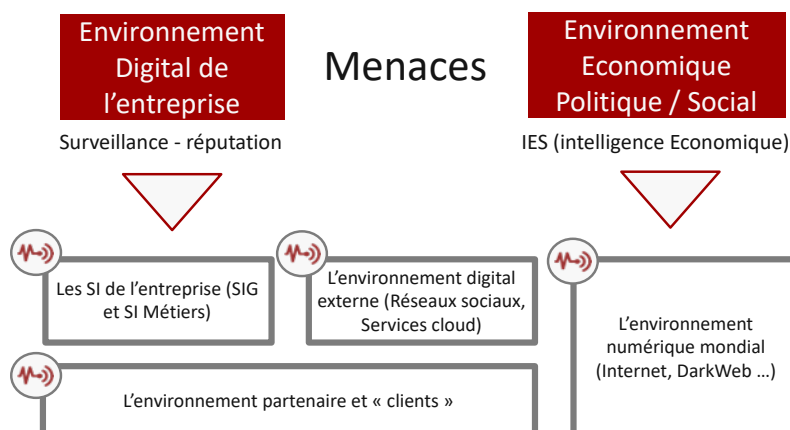 Environnement
Digital de
l'entreprise
Menaces
Environnement
Economique
Politique / Social
Surveillance - réputation
IES (intelligence Economique)
Les SI de l'entreprise (SIG
et SI Métiers)
L'environnement digital
externe (Réseaux sociaux,
Services cloud)
L'environnement
numérique mondial
(Internet, DarkWeb …)
L'environnement partenaire et « clients »